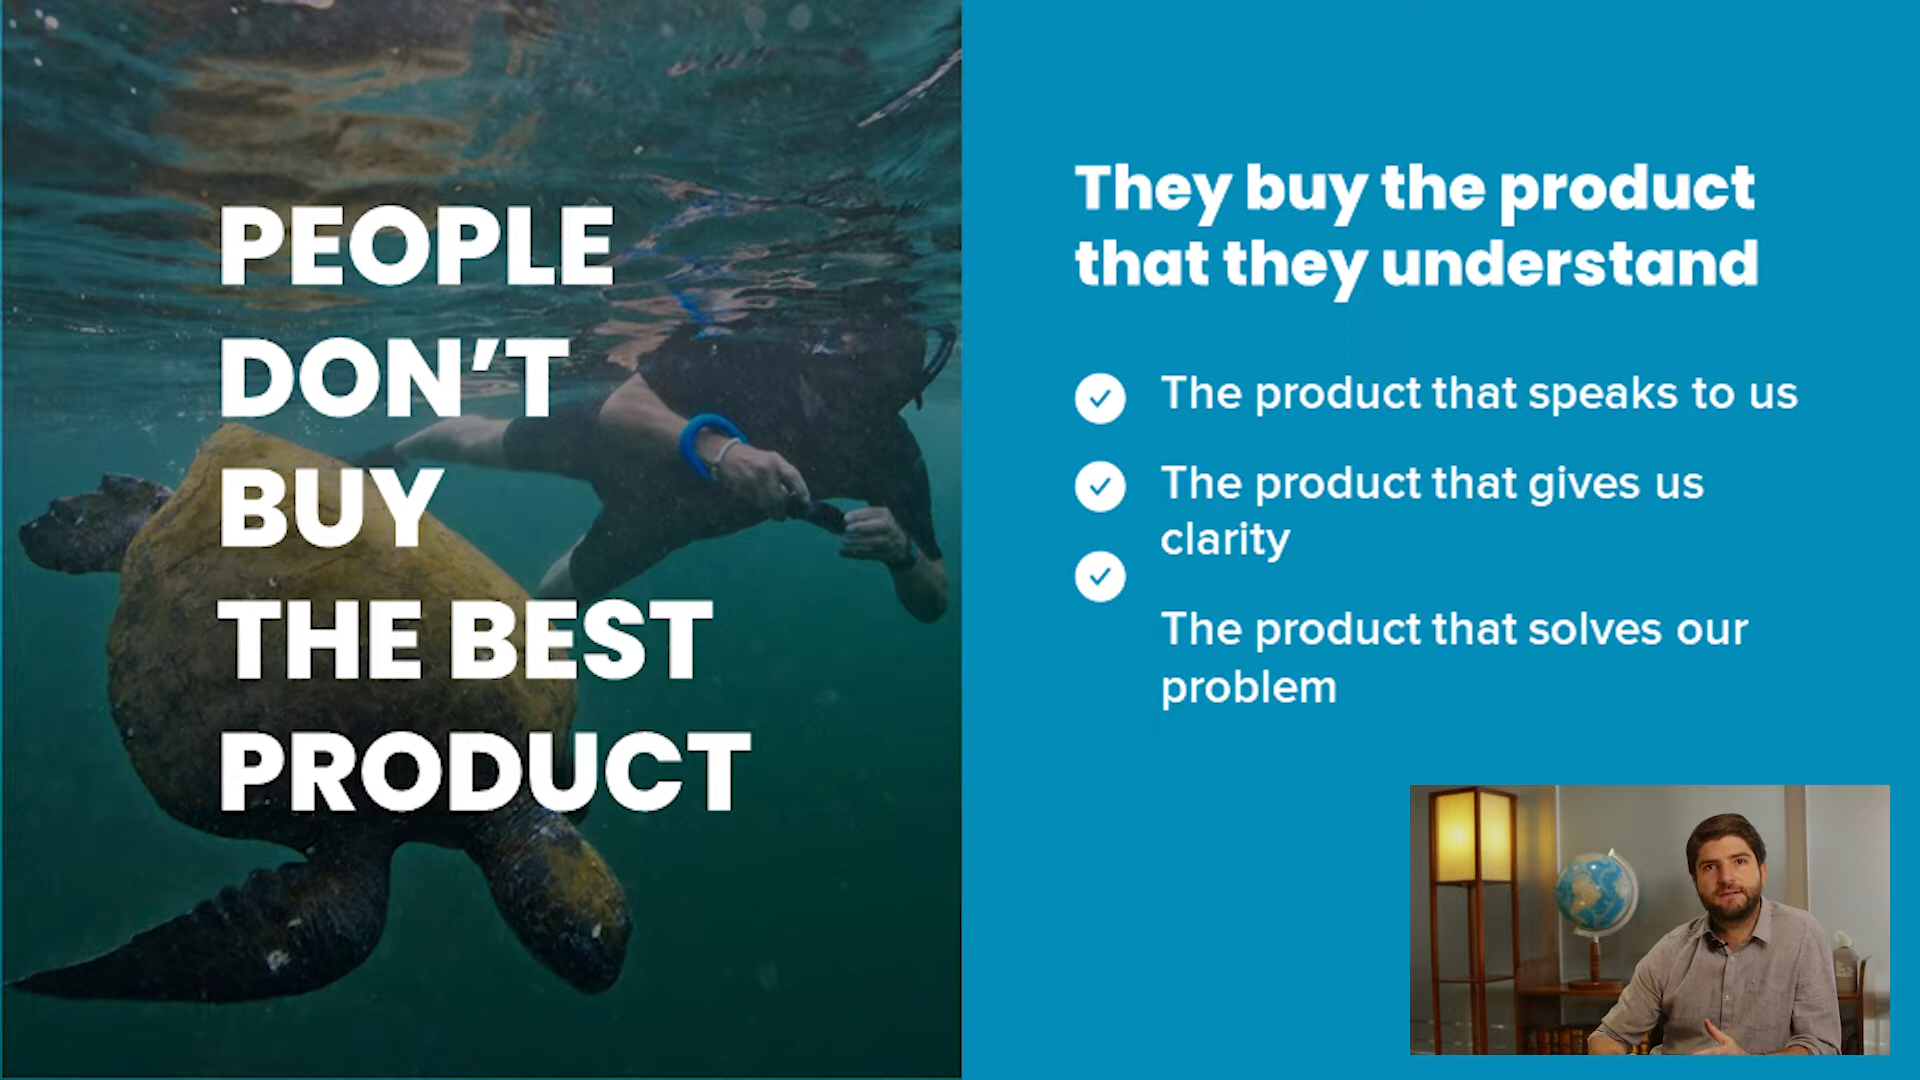 PEOPLE
DON'T
BUY
THE BEST
PRODUCT
They buy the product
that they understand
The product that speaks to us
The product that gives us
clarity
The product that solves our
problem